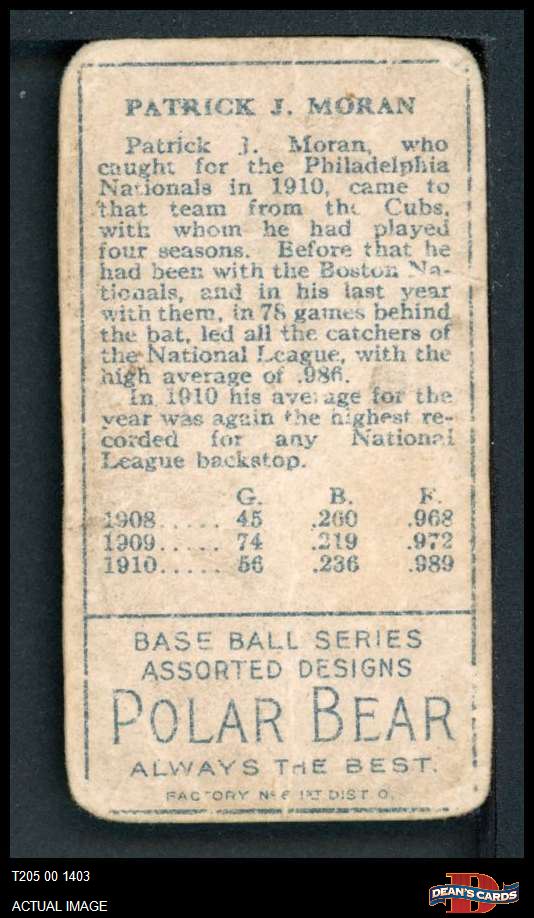 PATRICK J. MORAN
Patrick J. Moran, who
caught for the Philadelphia
Nationals in 1910, came to
that team from the Cubs,
with whom he had played
four seasons. Before that he
had been with the Boston Na-
tionals, and in his last year
with them, in 78 games behind
the bat, led all the catchers of
the National League, with the
high average of .986.
In 1910 his average for the
year was again the highest re-
corded for any National
League backstop.
G. B. F.
1908..... 45 .260 .968
1909..... 74 .219 .972
1910..... 56 .236 .989
BASE BALL SERIES
ASSORTED DESIGNS
POLAR BEAR
ALWAYS THE BEST.
FACTORY No 6 1ST DIST O.
T205 00 1403
ACTUAL IMAGE
D
DEAN'S CARDS